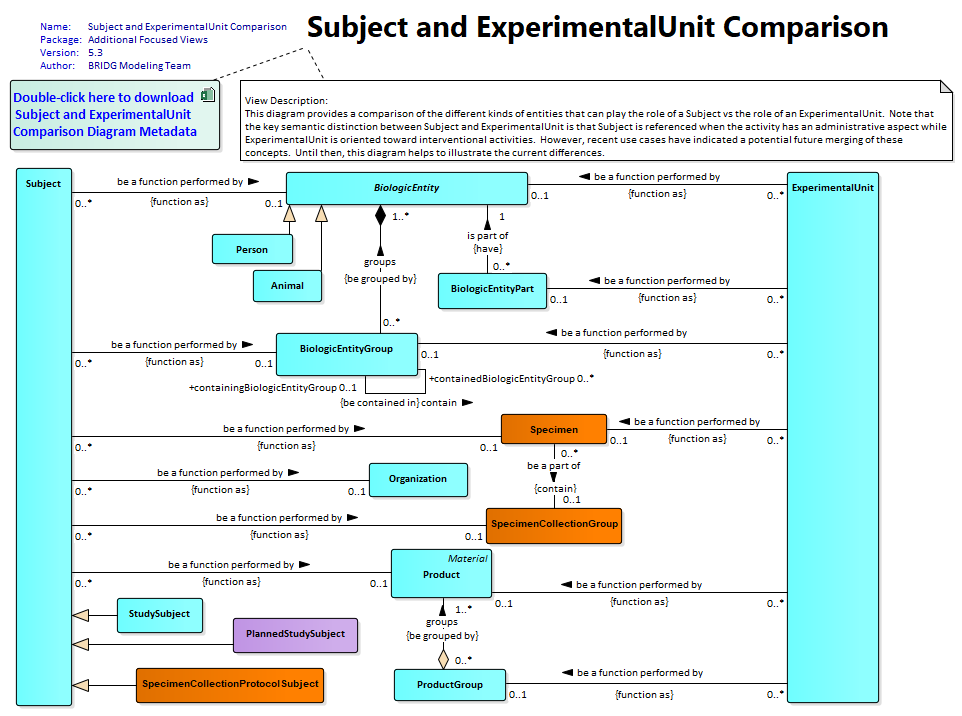 Subject and ExperimentalUnit Comparison
Name: Subject and ExperimentalUnit Comparison
Package: Additional Focused Views
Version: 5.3
Author: BRIDG Modeling Team
Double-click here to download
Subject and ExperimentalUnit
Comparison Diagram Metadata
View Description:
This diagram provides a comparison of the different kinds of entities that can play the role of a Subject vs the role of an ExperimentalUnit. Note that
the key semantic distinction between Subject and ExperimentalUnit is that Subject is referenced when the activity has an administrative aspect while
ExperimentalUnit is oriented toward interventional activities. However, recent use cases have indicated a potential future merging of these
concepts. Until then, this diagram helps to illustrate the current differences.
Subject
be a function performed by
{function as}
0..*
0..1
BiologicEntity
be a function performed by
{function as}
0..1
0..*
ExperimentalUnit
Person
Animal
1..*
groups
{be grouped by}
0..*
1
is part of
{have}
0..*
BiologicEntityPart
be a function performed by
{function as}
0..1
0..*
be a function performed by
{function as}
0..*
0..1
BiologicEntityGroup
be a function performed by
{function as}
0..1
0..*
+containingBiologicEntityGroup 0..1
+containedBiologicEntityGroup 0..*
{be contained in} contain
be a function performed by
{function as}
0..*
0..1
Specimen
be a function performed by
{function as}
0..1
0..*
0..*
be a part of
{contain}
0..1
be a function performed by
{function as}
0..*
0..1
Organization
be a function performed by
{function as}
0..*
0..1
SpecimenCollectionGroup
be a function performed by
{function as}
0..*
0..1
Material
Product
be a function performed by
{function as}
0..1
0..*
1..*
groups
{be grouped by}
0..*
StudySubject
PlannedStudySubject
SpecimenCollectionProtocolSubject
ProductGroup
be a function performed by
{function as}
0..1
0..*